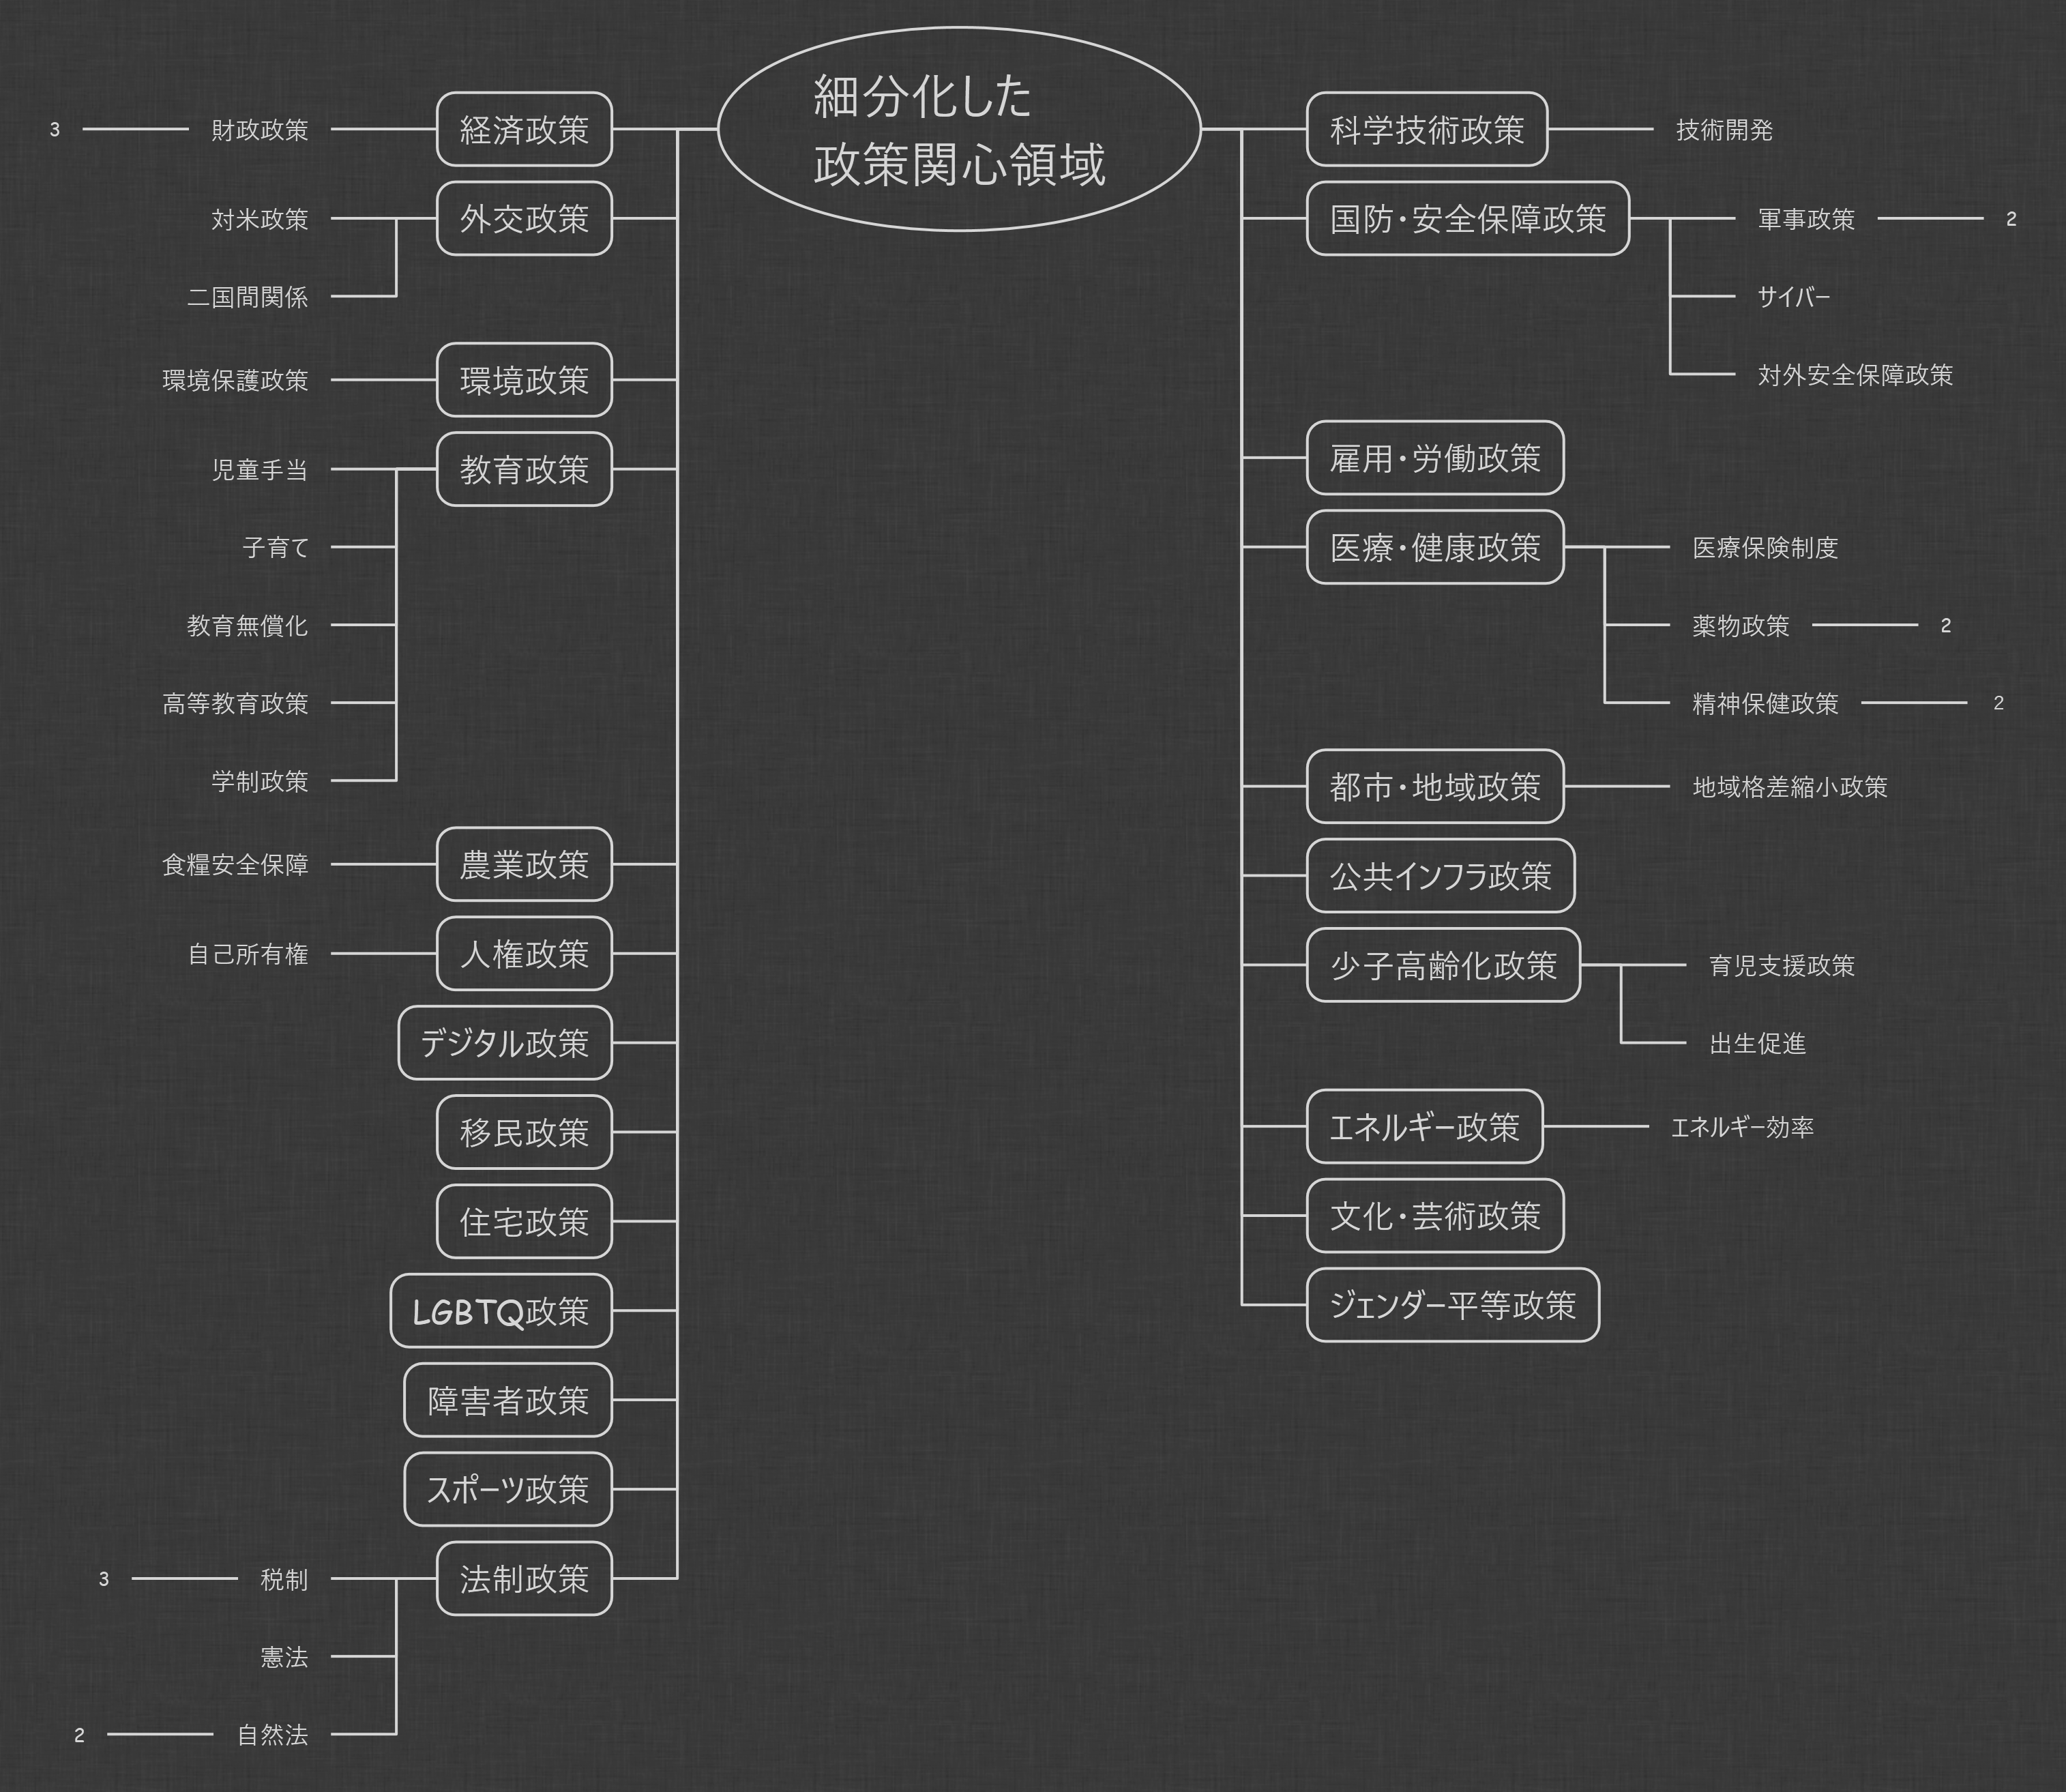 細分化した
政策関心領域
経済政策
財政政策
3
外交政策
対米政策
二国間関係
環境政策
環境保護政策
教育政策
児童手当
子育て
教育無償化
高等教育政策
学制政策
農業政策
食糧安全保障
人権政策
自己所有権
デジタル政策
移民政策
住宅政策
LGBTQ政策
障害者政策
スポーツ政策
法制政策
税制
3
憲法
自然法
2
科学技術政策
技術開発
国防・安全保障政策
軍事政策
2
サイバー
対外安全保障政策
雇用・労働政策
医療・健康政策
医療保険制度
薬物政策
2
精神保健政策
2
都市・地域政策
地域格差縮小政策
公共インフラ政策
少子高齢化政策
育児支援政策
出生促進
エネルギー政策
エネルギー効率
文化・芸術政策
ジェンダー平等政策